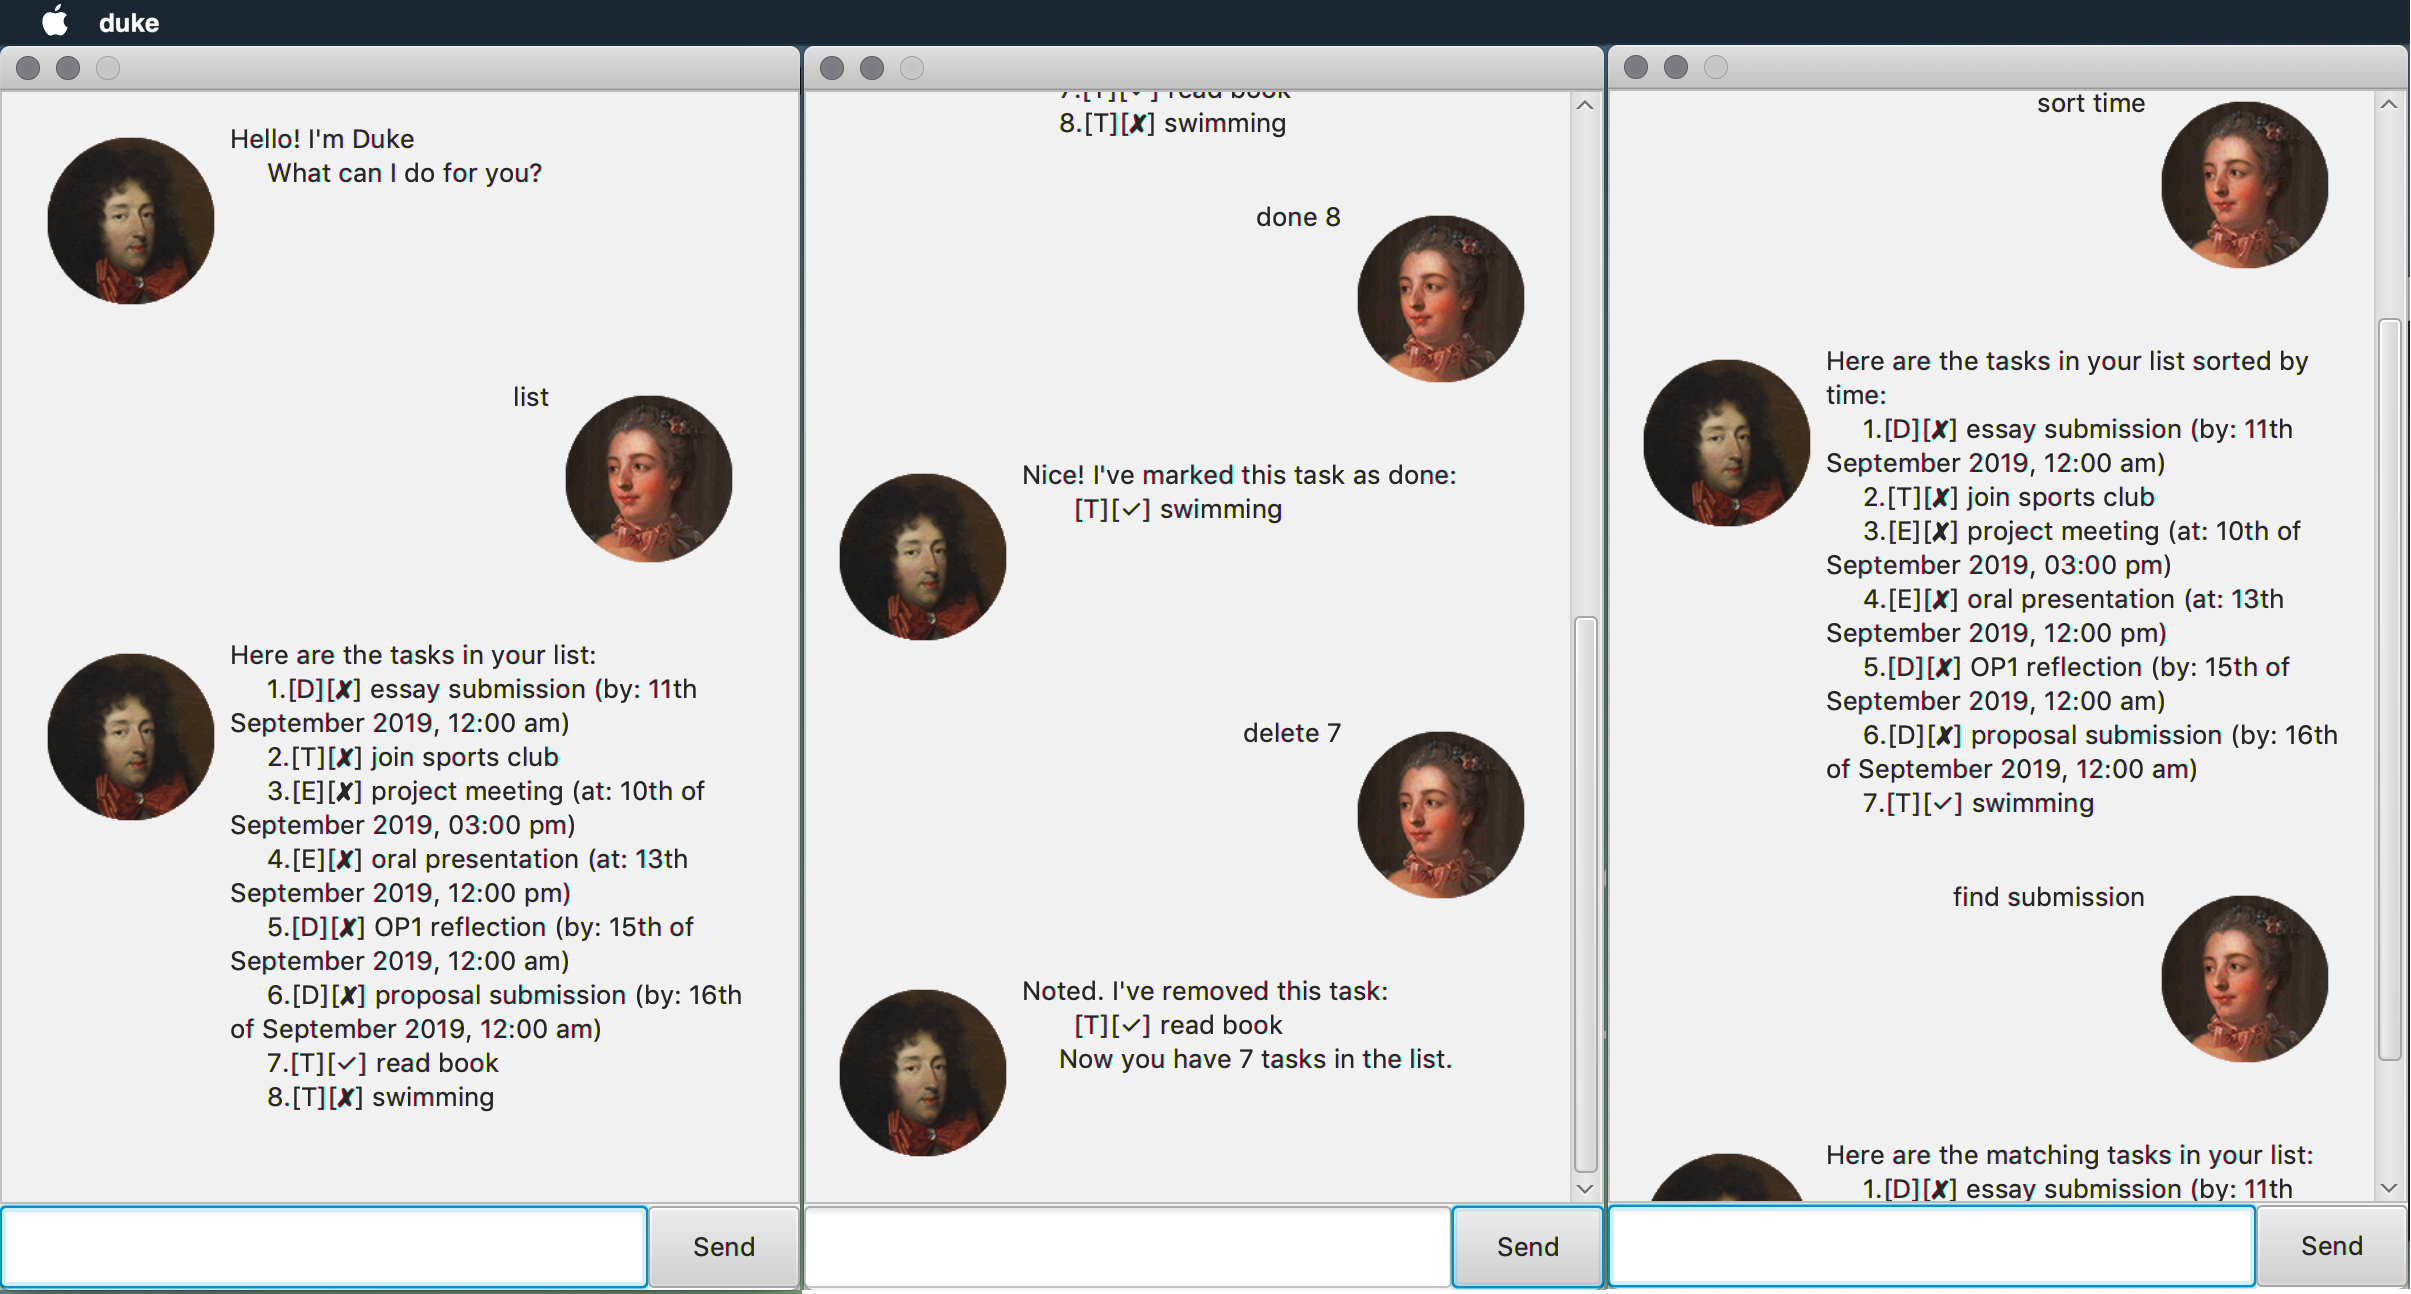 duke
Hello! I'm Duke
What can I do for you?
list
Here are the tasks in your list:
1.[D][✘] essay submission (by: 11th
September 2019, 12:00 am)
2.[T][✘] join sports club
3.[E][✘] project meeting (at: 10th of
September 2019, 03:00 pm)
4.[E][✘] oral presentation (at: 13th
September 2019, 12:00 pm)
5.[D][✘] OP1 reflection (by: 15th of
September 2019, 12:00 am)
6.[D][✘] proposal submission (by: 16th
of September 2019, 12:00 am)
7.[T][✓] read book
8.[T][✘] swimming
Send
7.[T][✓] read book
8.[T][✘] swimming
done 8
Nice! I've marked this task as done:
[T][✓] swimming
delete 7
Noted. I've removed this task:
[T][✓] read book
Now you have 7 tasks in the list.
Send
sort time
Here are the tasks in your list sorted by
time:
1.[D][✘] essay submission (by: 11th
September 2019, 12:00 am)
2.[T][✘] join sports club
3.[E][✘] project meeting (at: 10th of
September 2019, 03:00 pm)
4.[E][✘] oral presentation (at: 13th
September 2019, 12:00 pm)
5.[D][✘] OP1 reflection (by: 15th of
September 2019, 12:00 am)
6.[D][✘] proposal submission (by: 16th
of September 2019, 12:00 am)
7.[T][✓] swimming
find submission
Here are the matching tasks in your list:
1.[D][✘] essay submission (by: 11th
Send